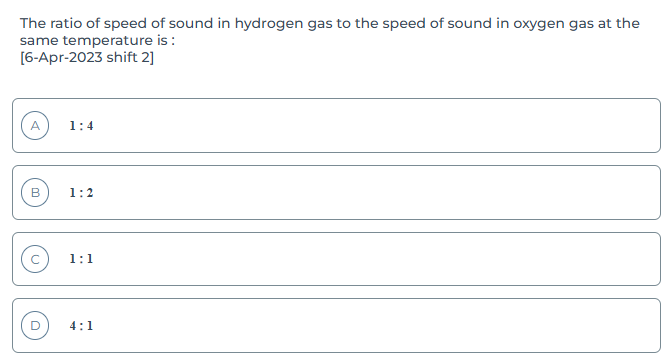 The ratio of speed of sound in hydrogen gas to the speed of sound in oxygen gas at the
same temperature is :
[6-Apr-2023 shift 2]
A 1 : 4
B 1 : 2
C 1 : 1
D 4 : 1